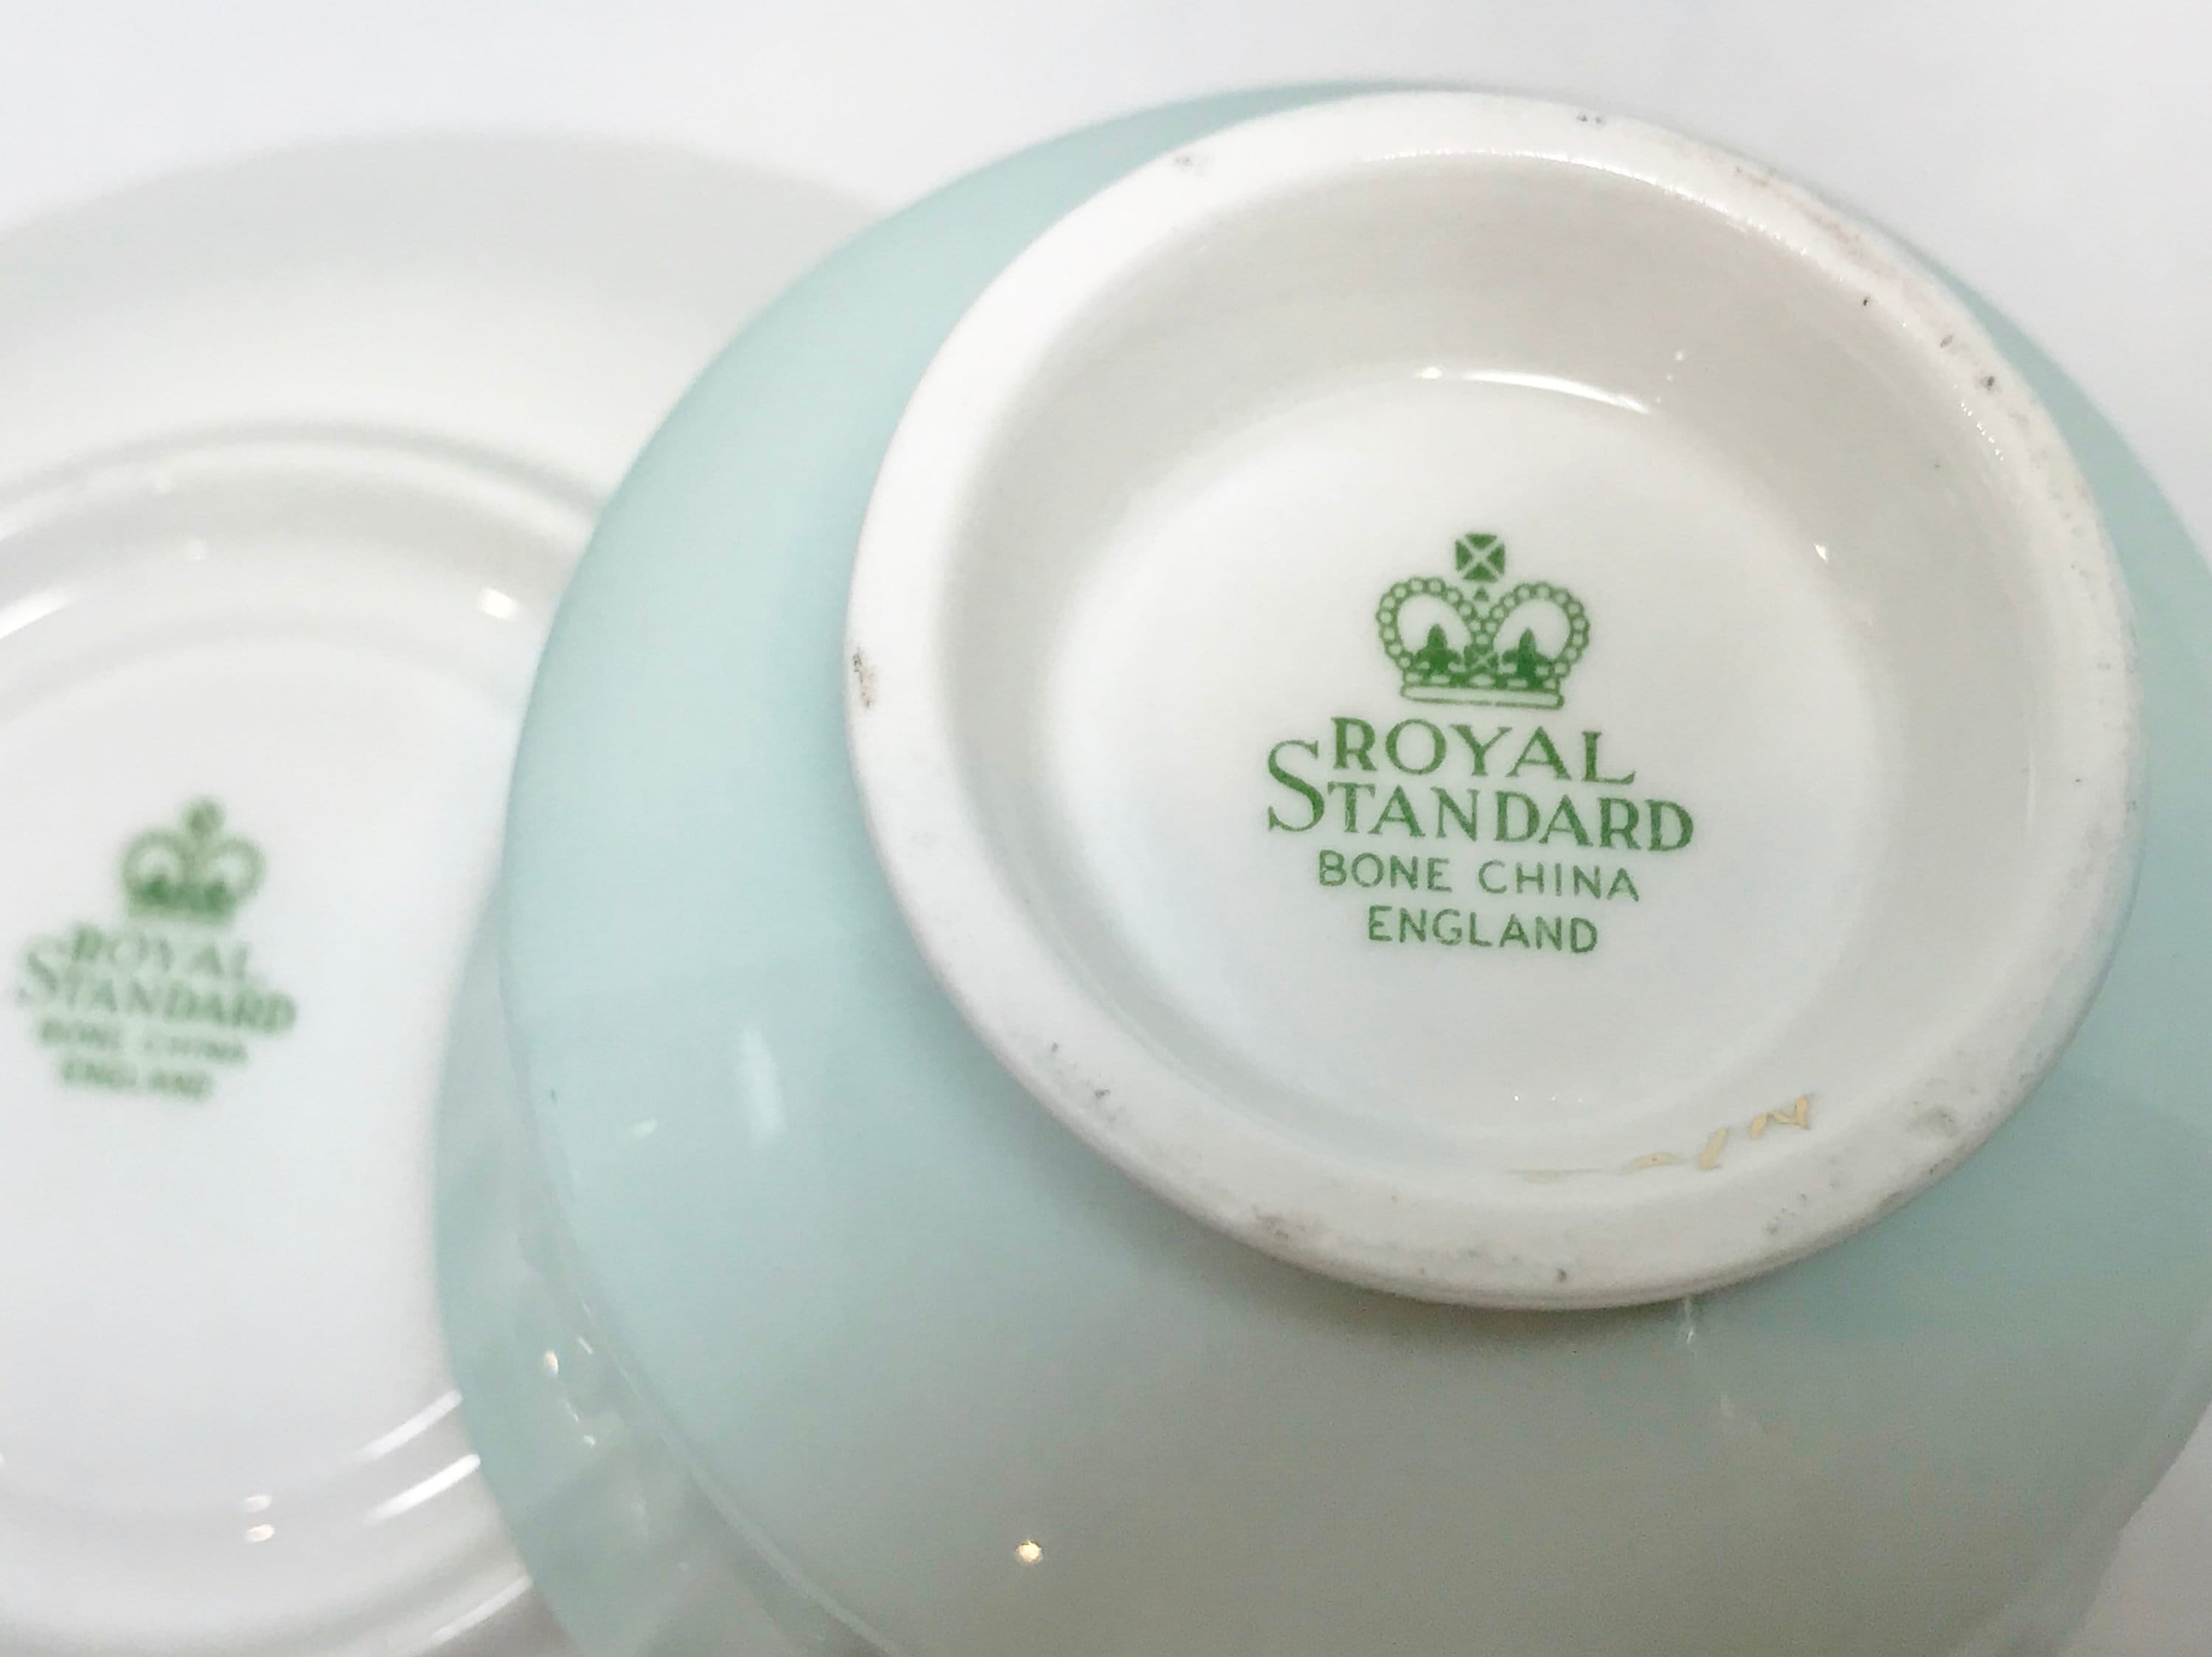 ROYAL
STANDARD
BONE CHINA
ENGLAND
ROYAL
STANDARD
BONE CHINA
ENGLAND